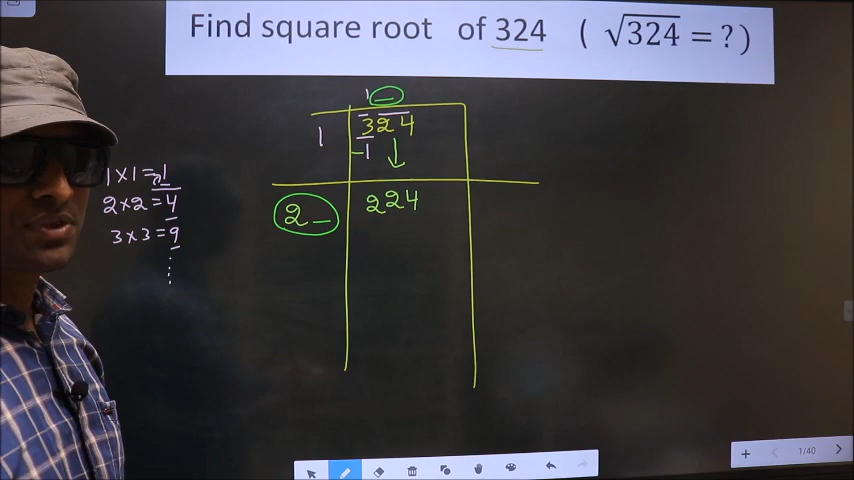 Find square root of 324 ( √324 = ? )
1 _
1 324
-1
2 _ 224
1 × 1 = 1
2 × 2 = 4
3 × 3 = 9
1/40